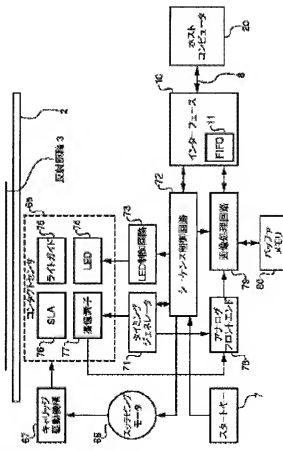 2
反射原稿 3
65
コンタクトセンサ
ライトガイド
75
LED
74
SLA
76
撮像素子
77
キャリッジ
駆動機構
67
ステッピング
モータ
66
スタートキー
7
タイミング
ジェネレータ
71
LED制御回路
73
シーケンス制御回路
72
アナログ
フロントエンド
78
画像処理回路
79
バッファ
メモリ
80
インターフェース
10
FIFO
11
8
ホスト
コンピュータ
20